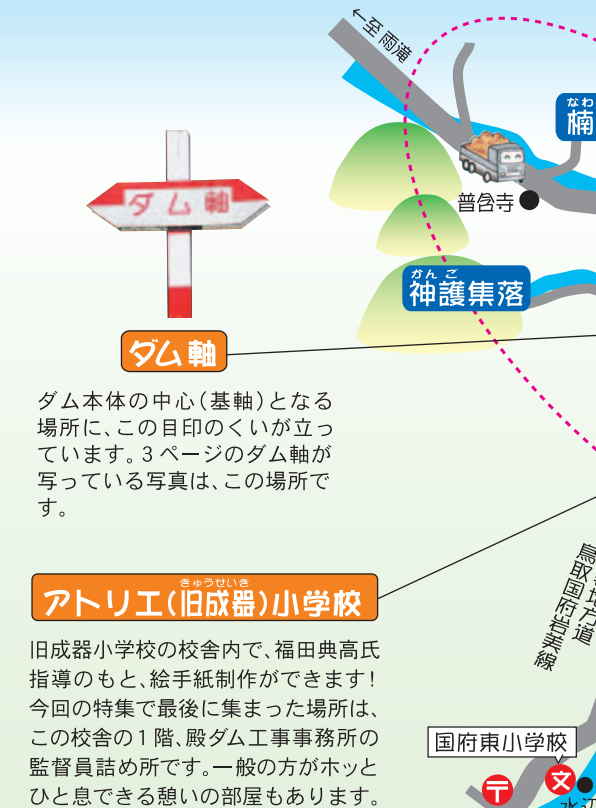 ←至 雨滝
なわ
楠
普含寺
がん ご
神護集落
ダム軸
ダム軸
ダム本体の中心(基軸)となる
場所に、この目印のくいが立っ
ています。3ページのダム軸が
写っている写真は、この場所で
す。
鳥取国府岩美線
きゅうせいき
アトリエ(旧成器)小学校
旧成器小学校の校舎内で、福田典高氏
指導のもと、絵手紙制作ができます!
今回の特集で最後に集まった場所は、
この校舎の1階、殿ダム工事事務所の
監督員詰め所です。一般の方がホッと
ひと息できる憩いの部屋もあります。
国府東小学校
〒
文